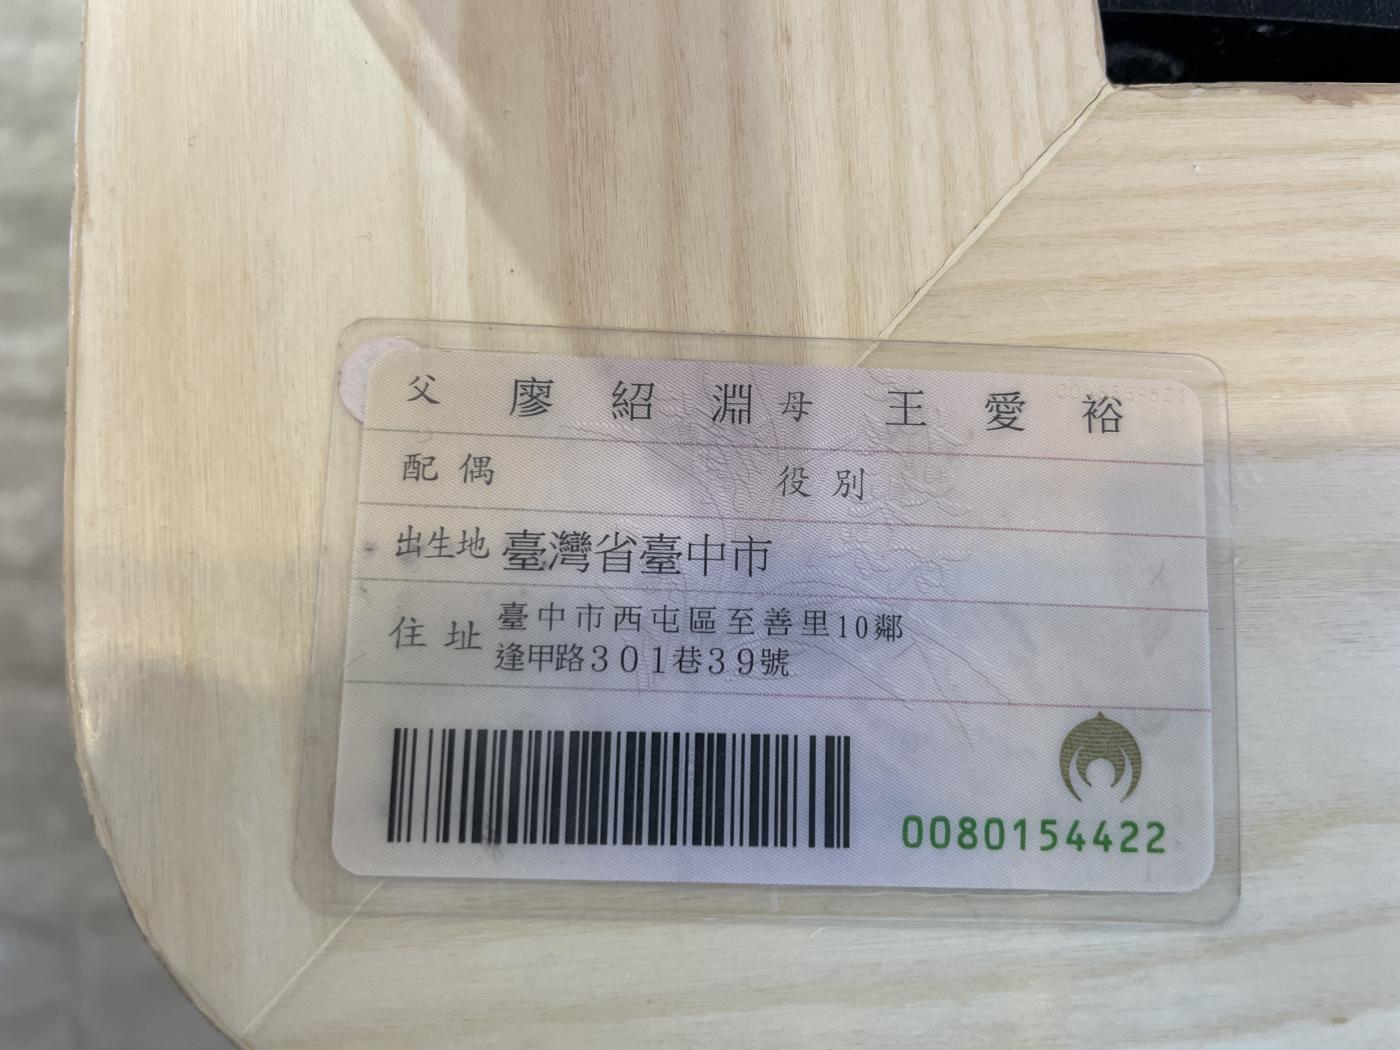 父 廖紹淵 母 王愛裕
配偶 役別
出生地 臺灣省臺中市
住址 臺中市西屯區至善里10鄰
逢甲路301巷39號
0080154422